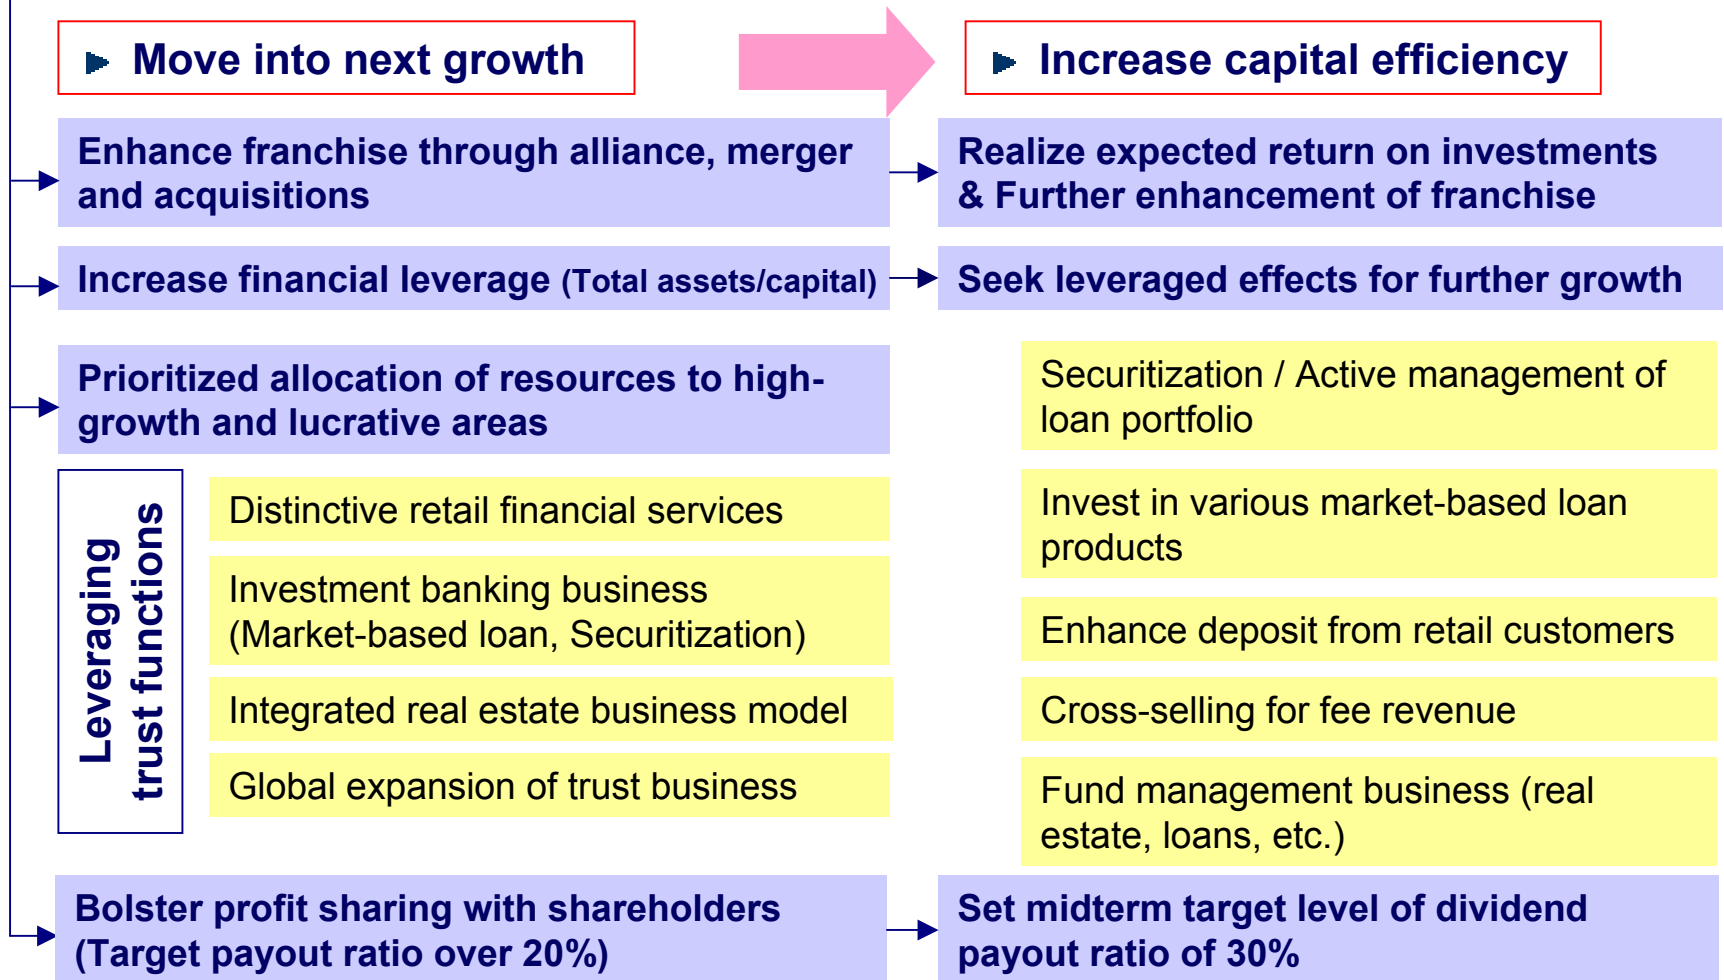 Move into next growth
Increase capital efficiency
Enhance franchise through alliance, merger
and acquisitions
Realize expected return on investments
& Further enhancement of franchise
Increase financial leverage (Total assets/capital)
Seek leveraged effects for further growth
Prioritized allocation of resources to high-
growth and lucrative areas
Leveraging
trust functions
Distinctive retail financial services
Investment banking business
(Market-based loan, Securitization)
Integrated real estate business model
Global expansion of trust business
Securitization / Active management of
loan portfolio
Invest in various market-based loan
products
Enhance deposit from retail customers
Cross-selling for fee revenue
Fund management business (real
estate, loans, etc.)
Bolster profit sharing with shareholders
(Target payout ratio over 20%)
Set midterm target level of dividend
payout ratio of 30%